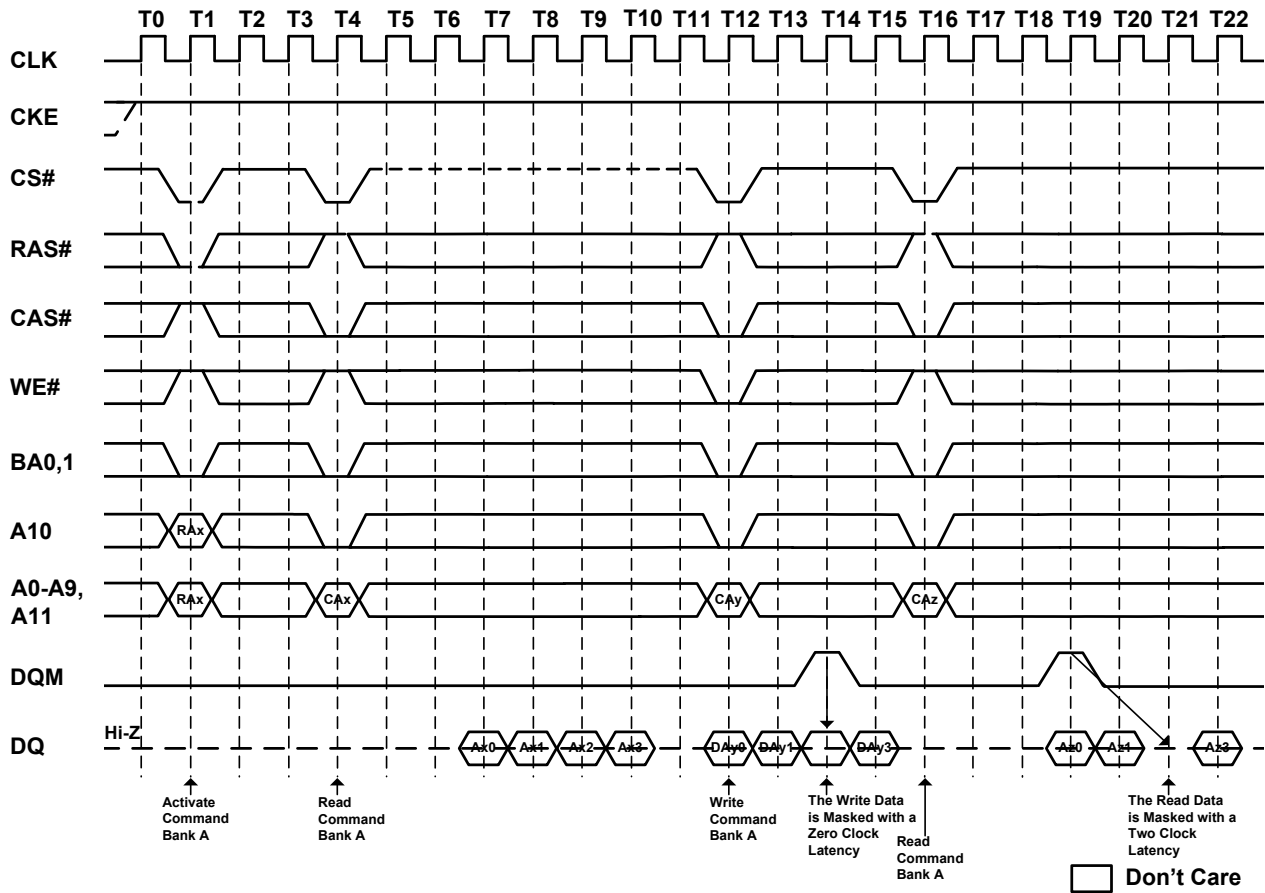 T0 T1 T2 T3 T4 T5 T6 T7 T8 T9 T10 T11 T12 T13 T14 T15 T16 T17 T18 T19 T20 T21 T22
CLK
CKE
CS#
RAS#
CAS#
WE#
BA0,1
A10
RAx
A0-A9,
A11
RAx CAx CAy CAz
DQM
DQ
Hi-Z
Ax0 Ax1 Ax2 Ax3 DAy0 DAy1 DAy3 Az0 Az1 Az3
Activate
Command
Bank A
Read
Command
Bank A
Write
Command
Bank A
The Write Data
is Masked with a
Zero Clock
Latency
Read
Command
Bank A
The Read Data
is Masked with a
Two Clock
Latency
Don't Care